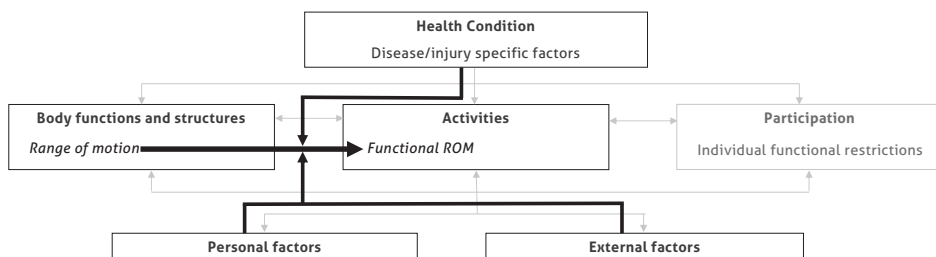 Health Condition
Disease/injury specific factors
Body functions and structures
Range of motion
Activities
Functional ROM
Participation
Individual functional restrictions
Personal factors
External factors